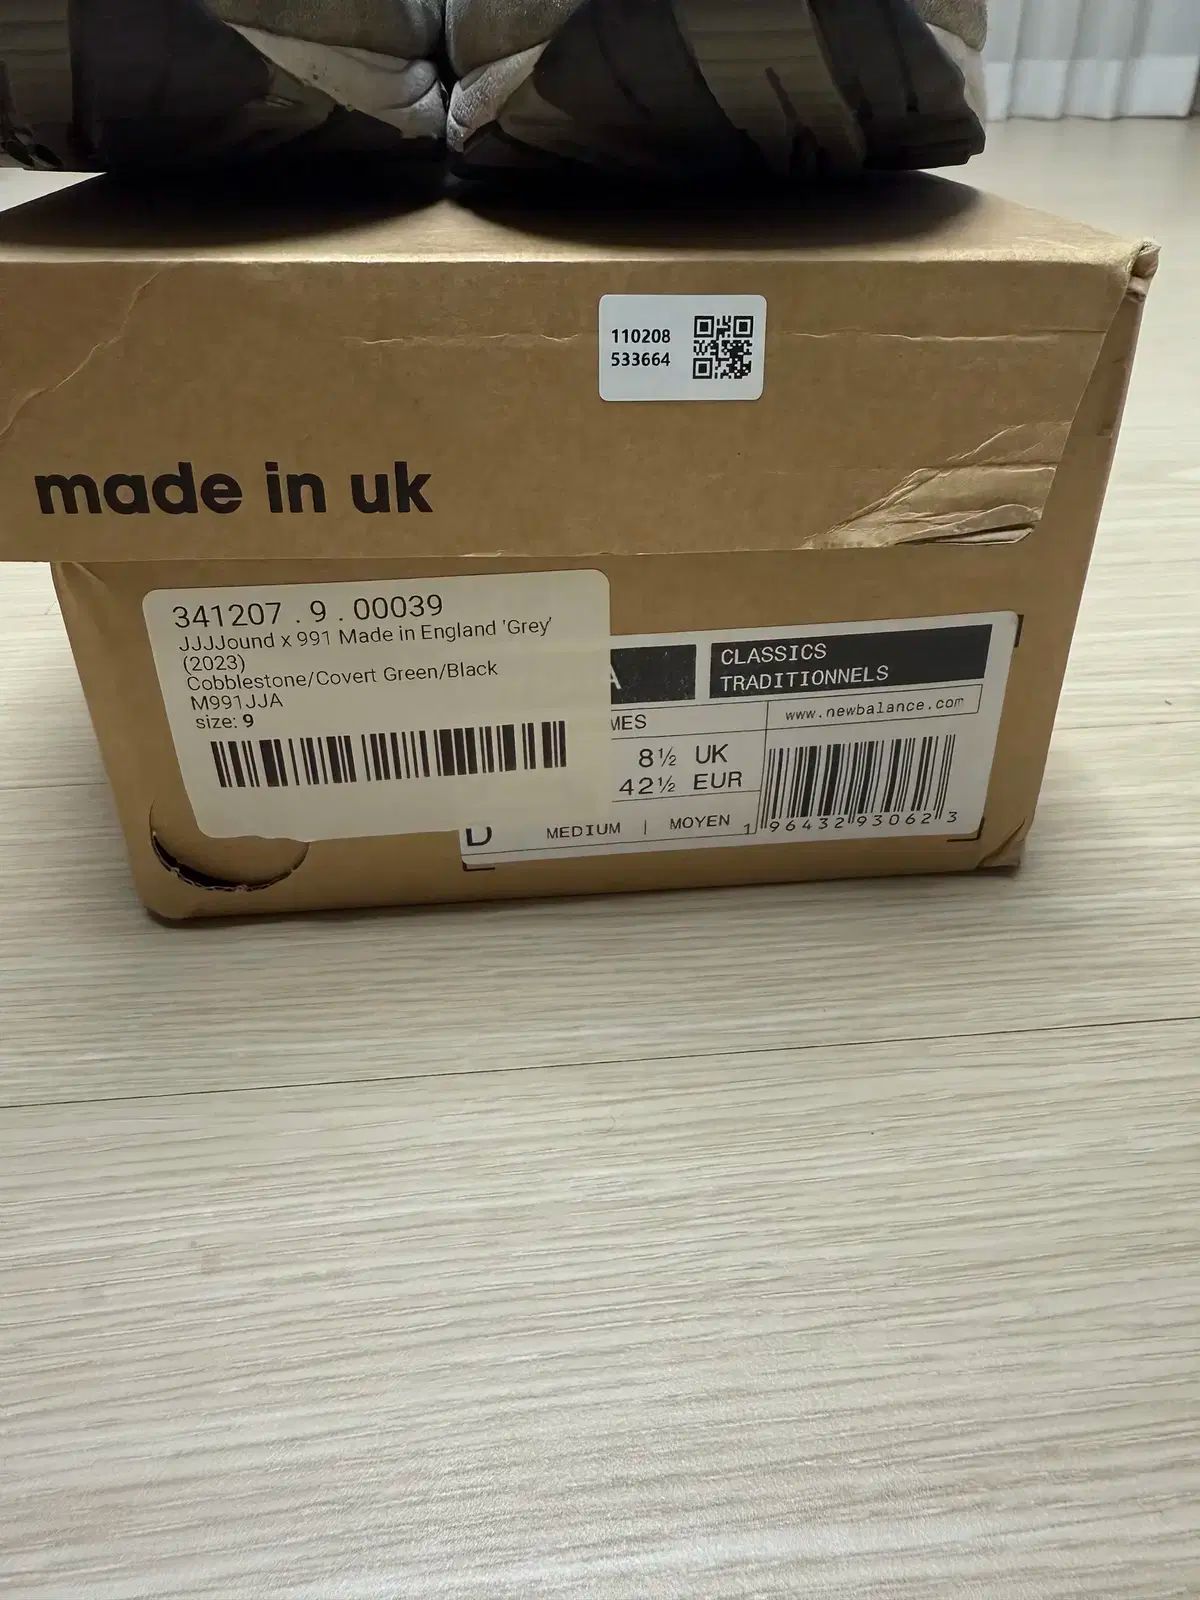 110208
533664
made in uk
341207 . 9 . 00039
JJJJound x 991 Made in England 'Grey'
(2023)
Cobblestone/Covert Green/Black
M991JJA
size: 9
A
CLASSICS
TRADITIONNELS
www.newbalance.com
MES
8½ UK
42½ EUR
D MEDIUM | MOYEN
1 96432 93062 3